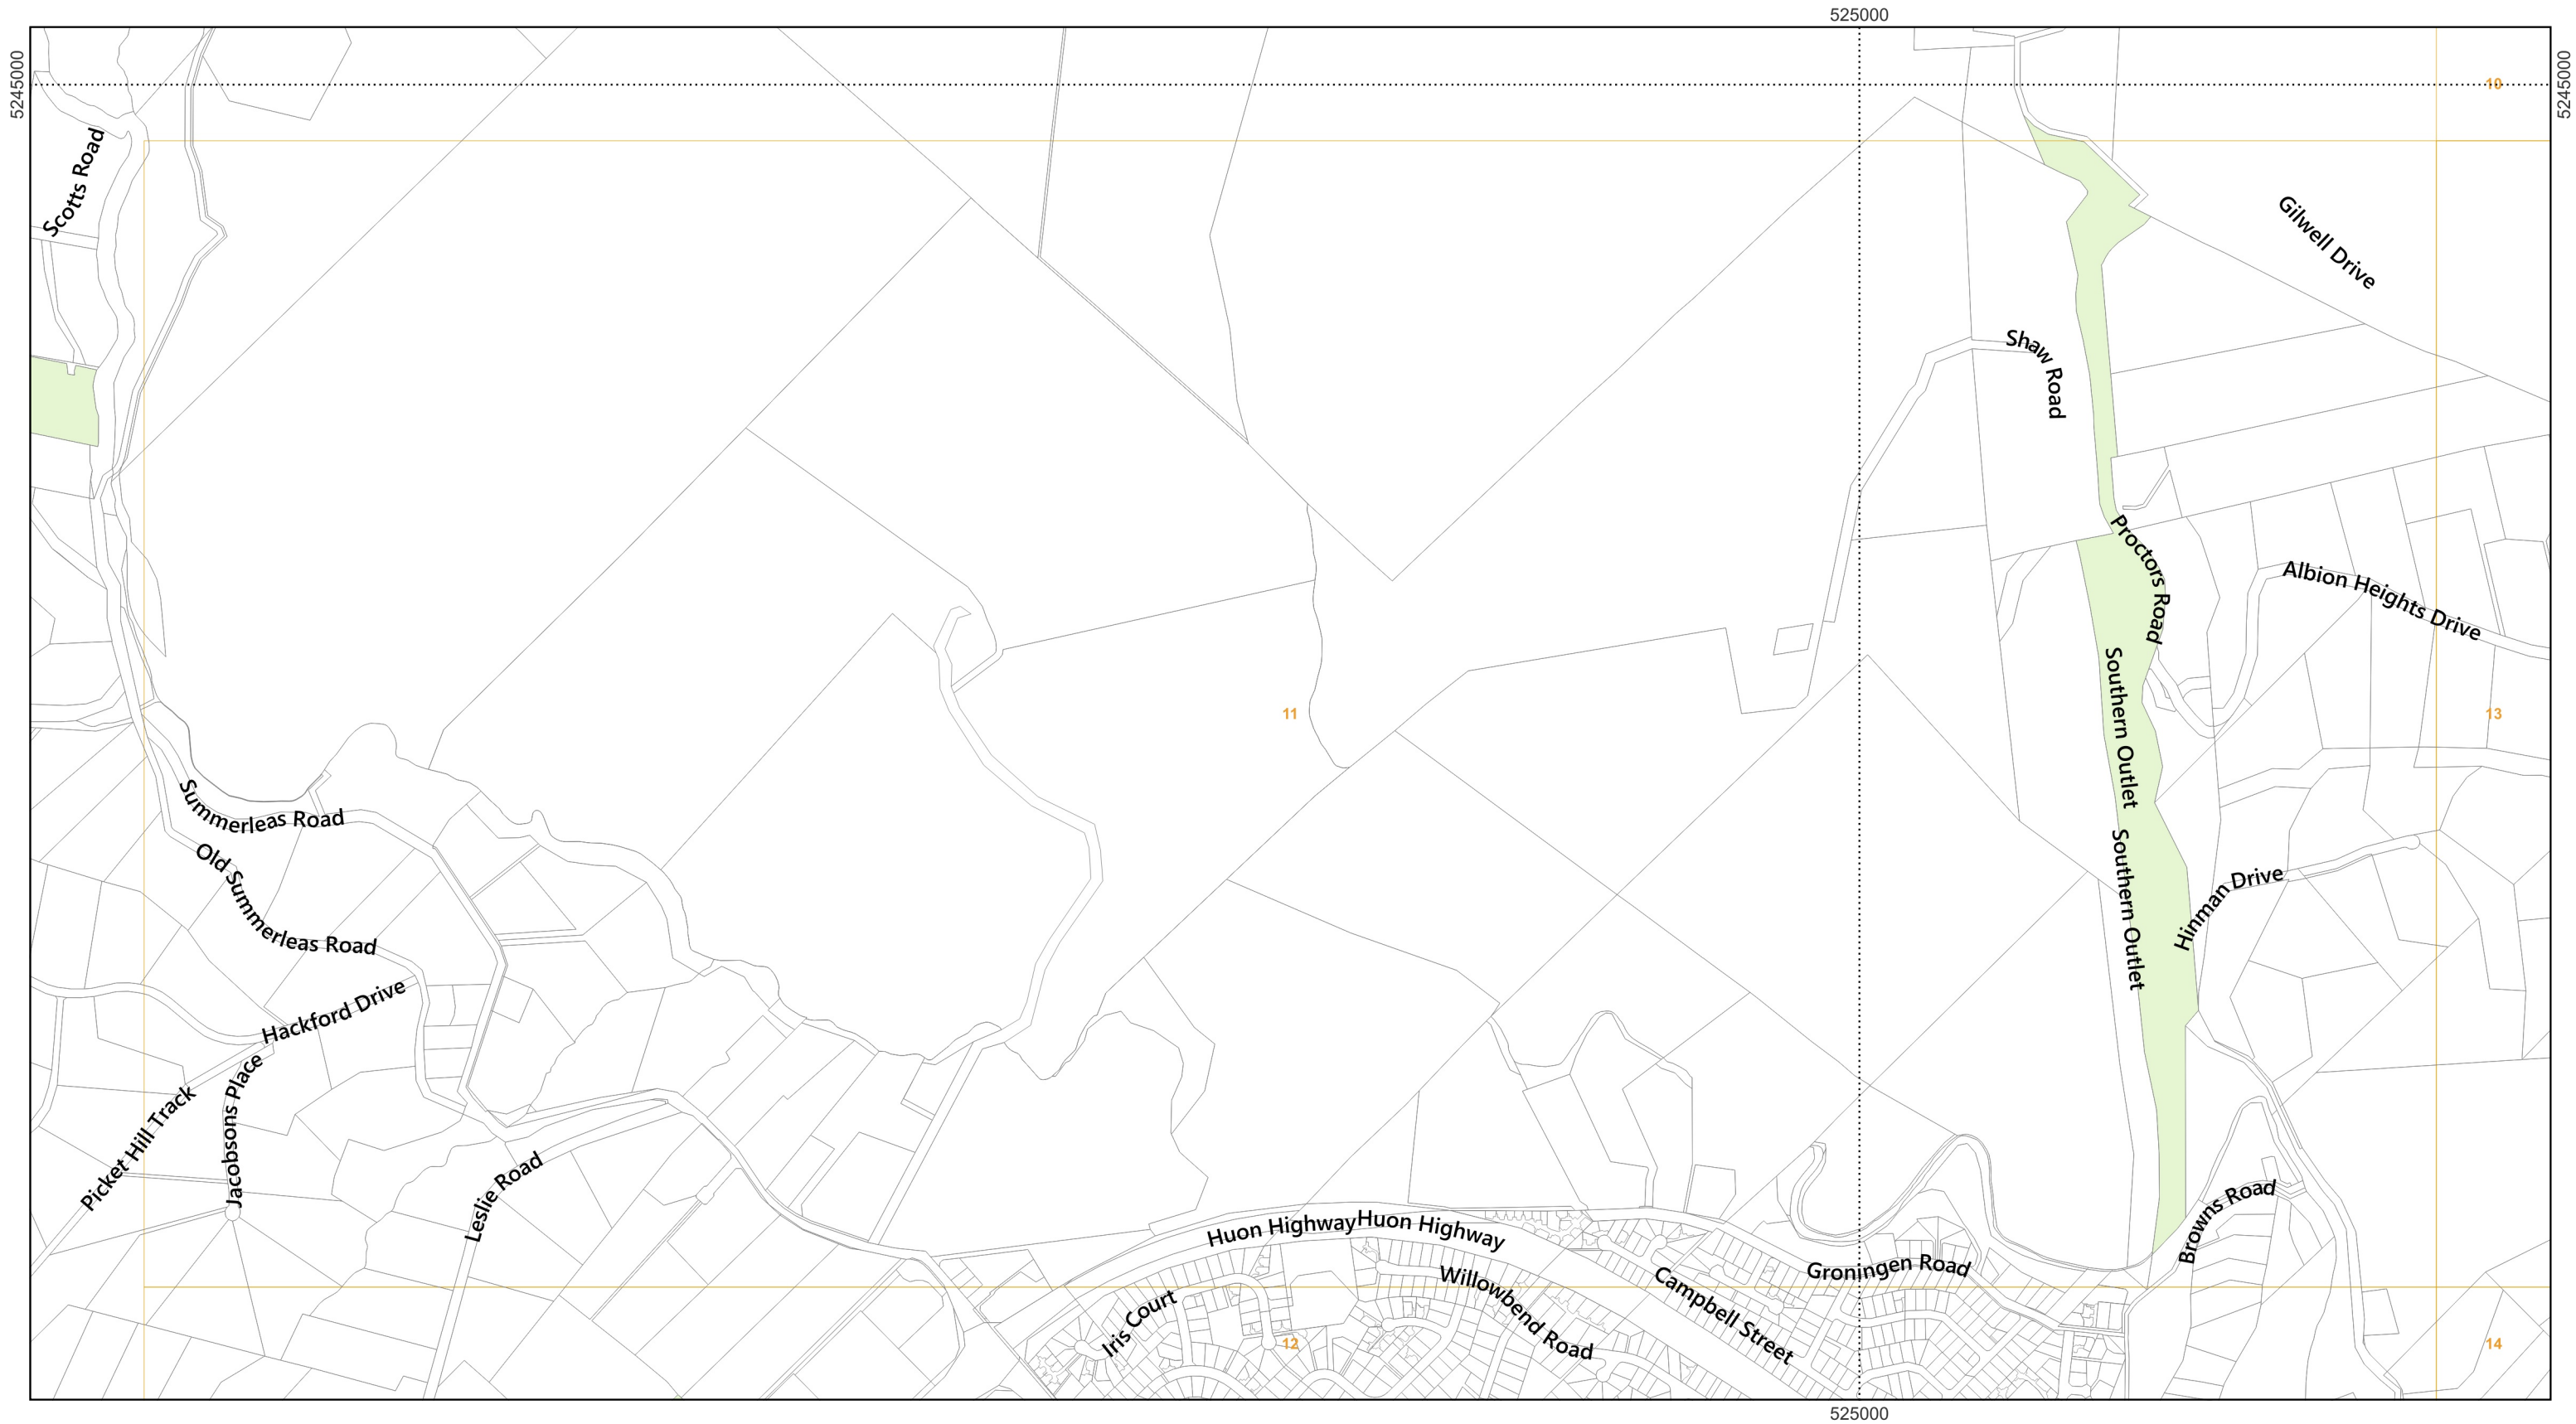 525000
5245000
5245000
10
Scotts Road
Gilwell Drive
Shaw Road
Proctors Road
Albion Heights Drive
Southern Outlet
11
13
Summerleas Road
Southern Outlet
Old Summerleas Road
Hinman Drive
Hackford Drive
Picket Hill Track
Jacobsons Place
Leslie Road
Browns Road
Huon Highway
Huon Highway
Groningen Road
Willowbend Road
Campbell Street
Iris Court
12
14
525000